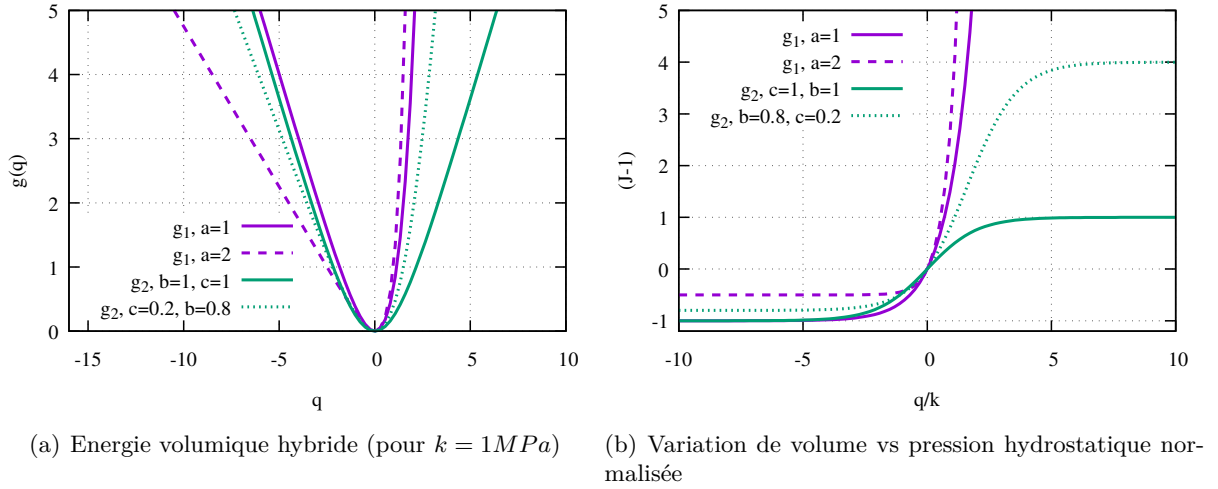 5
4
3
2
1
0
g(q)
-15
-10
-5
0
5
10
q
g1, a=1
g1, a=2
g2, b=1, c=1
g2, c=0.2, b=0.8
5
4
3
2
1
0
-1
(J-1)
-10
-5
0
5
10
q/k
g1, a=1
g1, a=2
g2, c=1, b=1
g2, b=0.8, c=0.2
(a) Energie volumique hybride (pour k = 1MPa)
(b) Variation de volume vs pression hydrostatique nor-
malisée